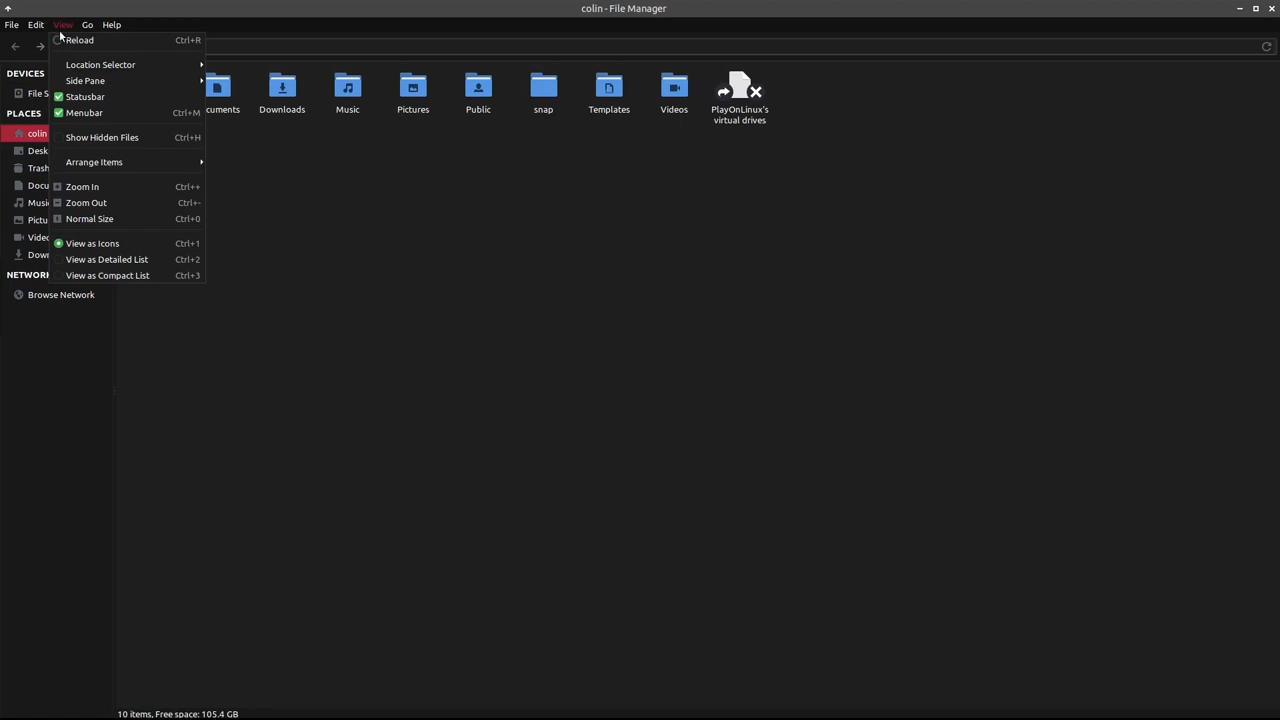 colin - File Manager
File Edit View Go Help
Reload Ctrl+R
Location Selector
Side Pane
Statusbar
Menubar Ctrl+M
Show Hidden Files Ctrl+H
Arrange Items
Zoom In Ctrl++
Zoom Out Ctrl+-
Normal Size Ctrl+0
View as Icons Ctrl+1
View as Detailed List Ctrl+2
View as Compact List Ctrl+3
DEVICES
File S
PLACES
colin
Desk
Trash
Docu
Music
Pictu
Video
Down
NETWORK
Browse Network
cuments Downloads Music Pictures Public snap Templates Videos PlayOnLinux's
virtual drives
10 items, Free space: 105.4 GB